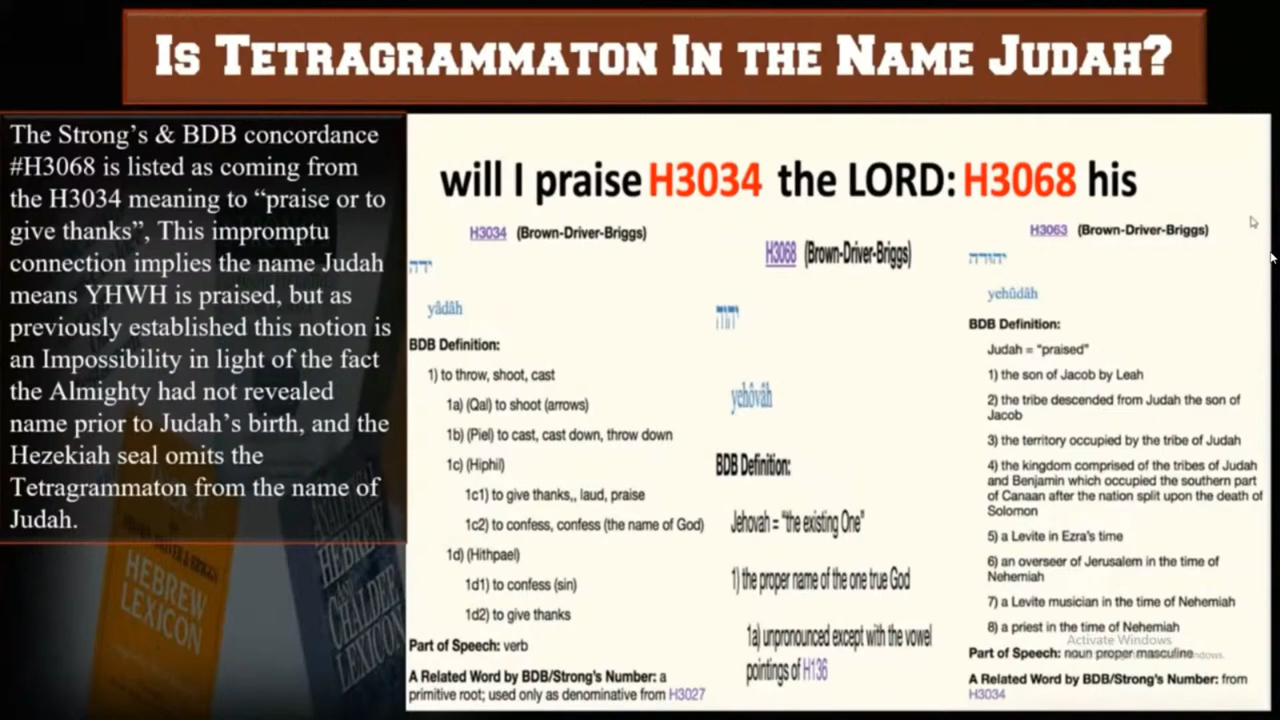 Is Tetragrammaton In the Name Judah?
The Strong's & BDB concordance
#H3068 is listed as coming from
the H3034 meaning to “praise or to
give thanks”, This impromptu
connection implies the name Judah
means YHWH is praised, but as
previously established this notion is
an Impossibility in light of the fact
the Almighty had not revealed
name prior to Judah's birth, and the
Hezekiah seal omits the
Tetragrammaton from the name of
Judah.
HEBREW
LEXICON
will I praise H3034 the LORD: H3068 his
H3034 (Brown-Driver-Briggs)
ידה
yâdâh
BDB Definition:
1) to throw, shoot, cast
1a) (Qal) to shoot (arrows)
1b) (Piel) to cast, cast down, throw down
1c) (Hiphil)
1c1) to give thanks,, laud, praise
1c2) to confess, confess (the name of God)
1d) (Hithpael)
1d1) to confess (sin)
1d2) to give thanks
Part of Speech: verb
A Related Word by BDB/Strong's Number: a
primitive root; used only as denominative from H3027
H3068 (Brown-Driver-Briggs)
יהוה
yehôvâh
BDB Definition:
Jehovah = "the existing One"
1) the proper name of the one true God
1a) unpronounced except with the vowel
pointings of H136
H3063 (Brown-Driver-Briggs)
יהודה
yehûdâh
BDB Definition:
Judah = "praised"
1) the son of Jacob by Leah
2) the tribe descended from Judah the son of
Jacob
3) the territory occupied by the tribe of Judah
4) the kingdom comprised of the tribes of Judah
and Benjamin which occupied the southern part
of Canaan after the nation split upon the death of
Solomon
5) a Levite in Ezra's time
6) an overseer of Jerusalem in the time of
Nehemiah
7) a Levite musician in the time of Nehemiah
8) a priest in the time of Nehemiah
Activate Windows
Part of Speech: noun proper masculine
A Related Word by BDB/Strong's Number: from
H3034